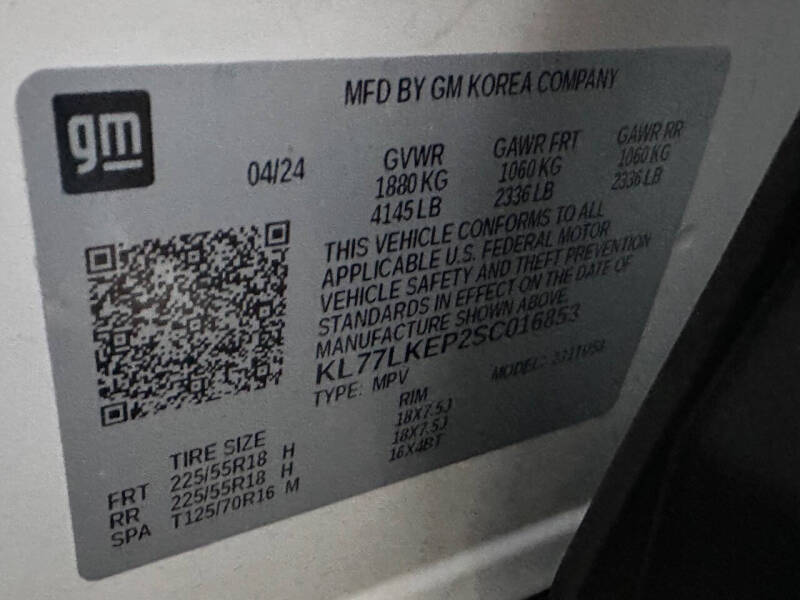 gm
MFD BY GM KOREA COMPANY
04/24
GVWR GAWR FRT GAWR RR
1880 KG 1060 KG 1060 KG
4145 LB 2336 LB 2336 LB
THIS VEHICLE CONFORMS TO ALL
APPLICABLE U.S. FEDERAL MOTOR
VEHICLE SAFETY AND THEFT PREVENTION
STANDARDS IN EFFECT ON THE DATE OF
MANUFACTURE SHOWN ABOVE.
KL77LKEP2SC016853
TYPE: MPV MODEL:
TIRE SIZE RIM
FRT 225/55R18 H 18X7.5J
RR 225/55R18 H 18X7.5J
SPA T125/70R16 M 16X4BT